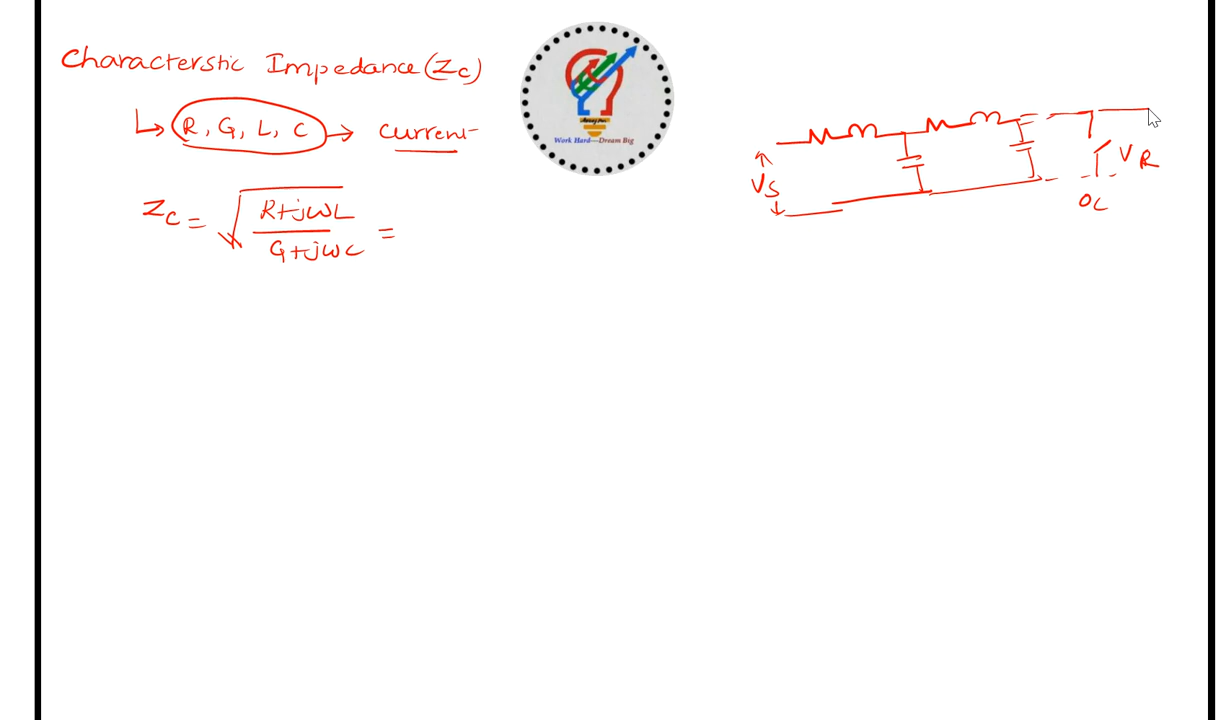 Characterstic Impedance (Zc)
↳ R, G, L, C → current
Zc = √ R+jωL / G+jωC =
Work Hard---Dream Big
VS
VR
OC